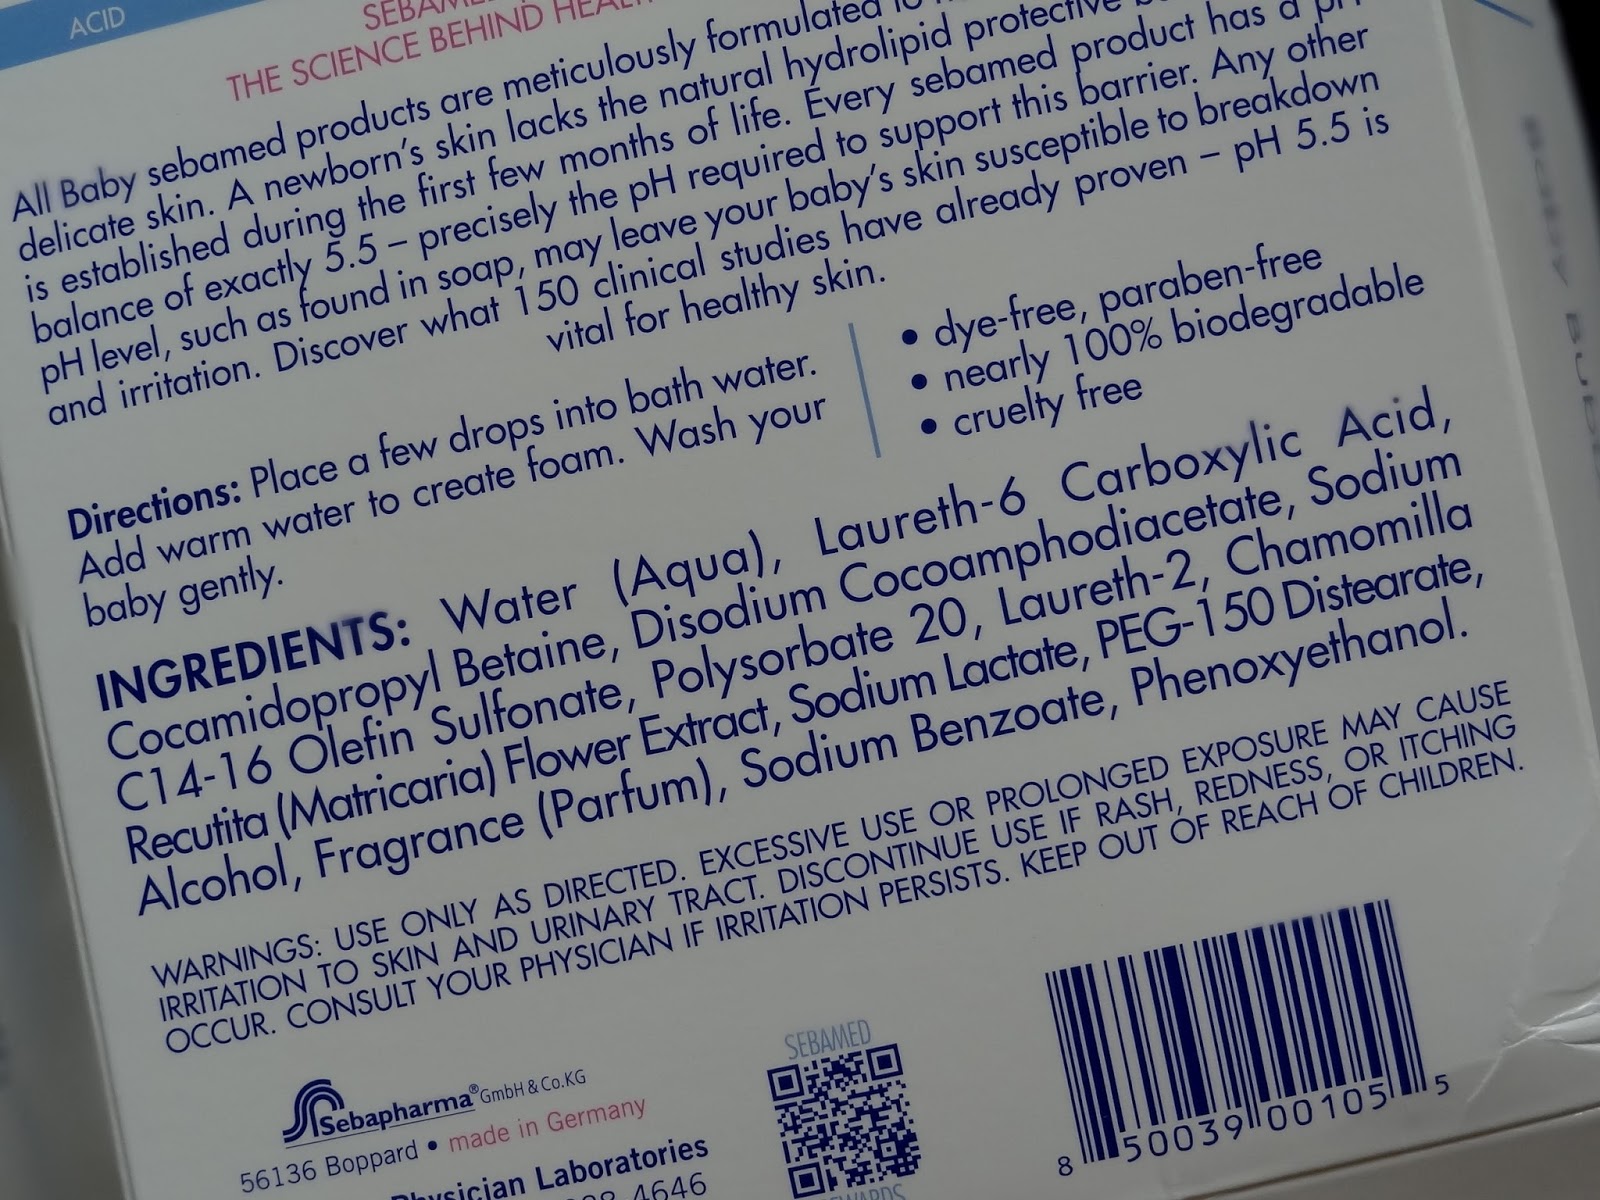 ACID
THE SCIENCE BEHIND
All Baby sebamed products are meticulously formulated
delicate skin. A newborn's skin lacks the natural hydrolipid protective
is established during the first few months of life. Every sebamed product has a pH
balance of exactly 5.5 – precisely the pH required to support this barrier. Any other
pH level, such as found in soap, may leave your baby's skin susceptible to breakdown
and irritation. Discover what 150 clinical studies have already proven – pH 5.5 is
vital for healthy skin.
Directions: Place a few drops into bath water.
Add warm water to create foam. Wash your
baby gently.
• dye-free, paraben-free
• nearly 100% biodegradable
• cruelty free
INGREDIENTS: Water (Aqua), Laureth-6 Carboxylic Acid,
Cocamidopropyl Betaine, Disodium Cocoamphodiacetate, Sodium
C14-16 Olefin Sulfonate, Polysorbate 20, Laureth-2, Chamomilla
Recutita (Matricaria) Flower Extract, Sodium Lactate, PEG-150 Distearate,
Alcohol, Fragrance (Parfum), Sodium Benzoate, Phenoxyethanol.
WARNINGS: USE ONLY AS DIRECTED. EXCESSIVE USE OR PROLONGED EXPOSURE MAY CAUSE
IRRITATION TO SKIN AND URINARY TRACT. DISCONTINUE USE IF RASH, REDNESS, OR ITCHING
OCCUR. CONSULT YOUR PHYSICIAN IF IRRITATION PERSISTS. KEEP OUT OF REACH OF CHILDREN.
Sebapharma® GmbH & Co.KG
56136 Boppard • made in Germany
Physician Laboratories
4646
SEBAMED
8 50039 00105 5